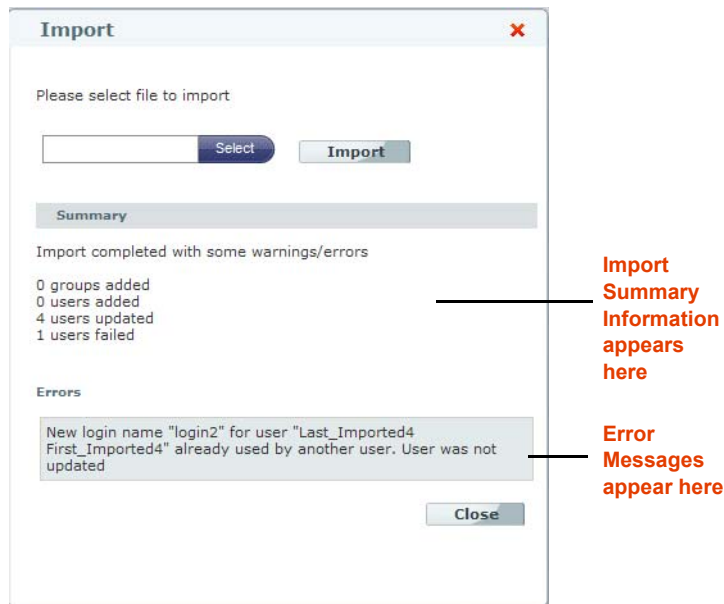 Import
Please select file to import
Select
Import
Summary
Import completed with some warnings/errors
0 groups added
0 users added
4 users updated
1 users failed
Errors
New login name "login2" for user "Last_Imported4
First_Imported4" already used by another user. User was not
updated
Close
Import
Summary
Information
appears
here
Error
Messages
appear here